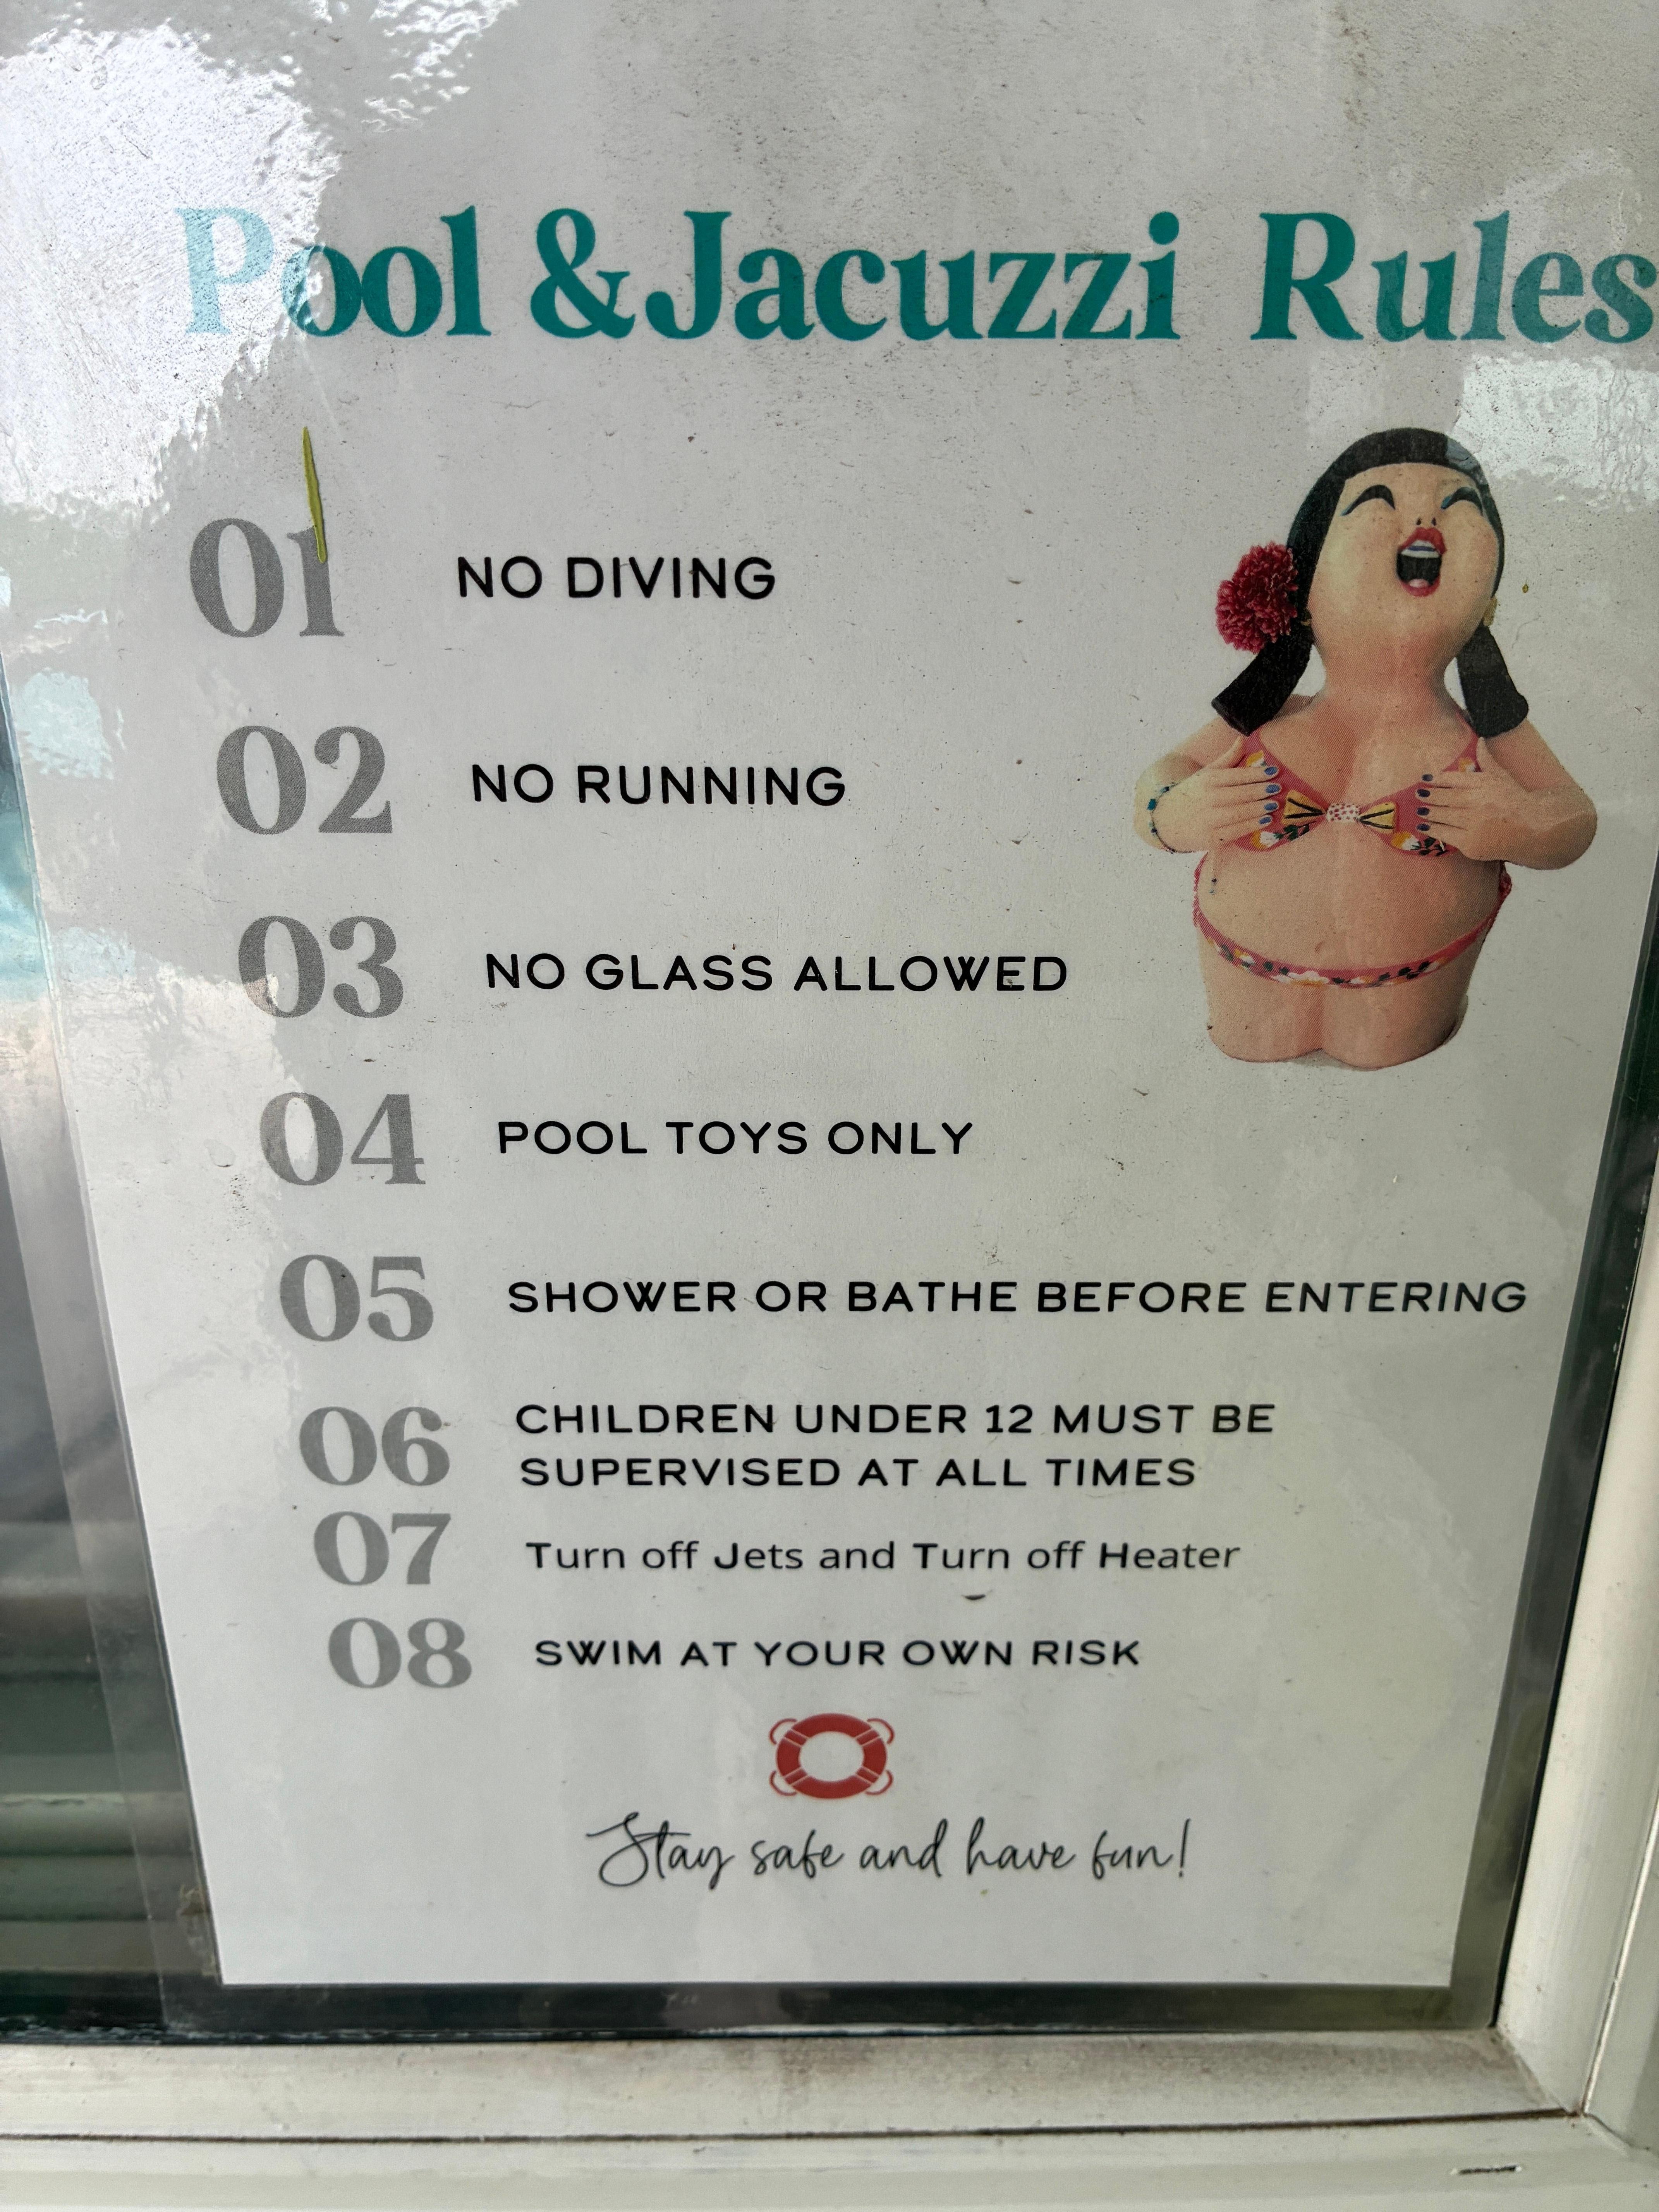 Pool & Jacuzzi Rules
01 NO DIVING
02 NO RUNNING
03 NO GLASS ALLOWED
04 POOL TOYS ONLY
05 SHOWER OR BATHE BEFORE ENTERING
06 CHILDREN UNDER 12 MUST BE
SUPERVISED AT ALL TIMES
07 Turn off Jets and Turn off Heater
08 SWIM AT YOUR OWN RISK
Stay safe and have fun!